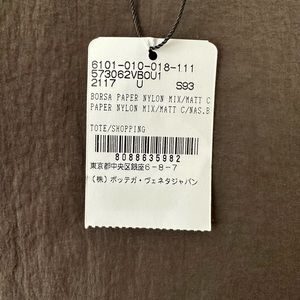 6101-010-018-111
573062VBOU1
2117 U S93
BORSA PAPER NYLON MIX/MATT C
PAPER NYLON MIX/MATT C/NAS.B
TOTE/SHOPPING
8088635982
東京都中央区銀座6-8-7
(株)ボッテガ・ヴェネタジャパン